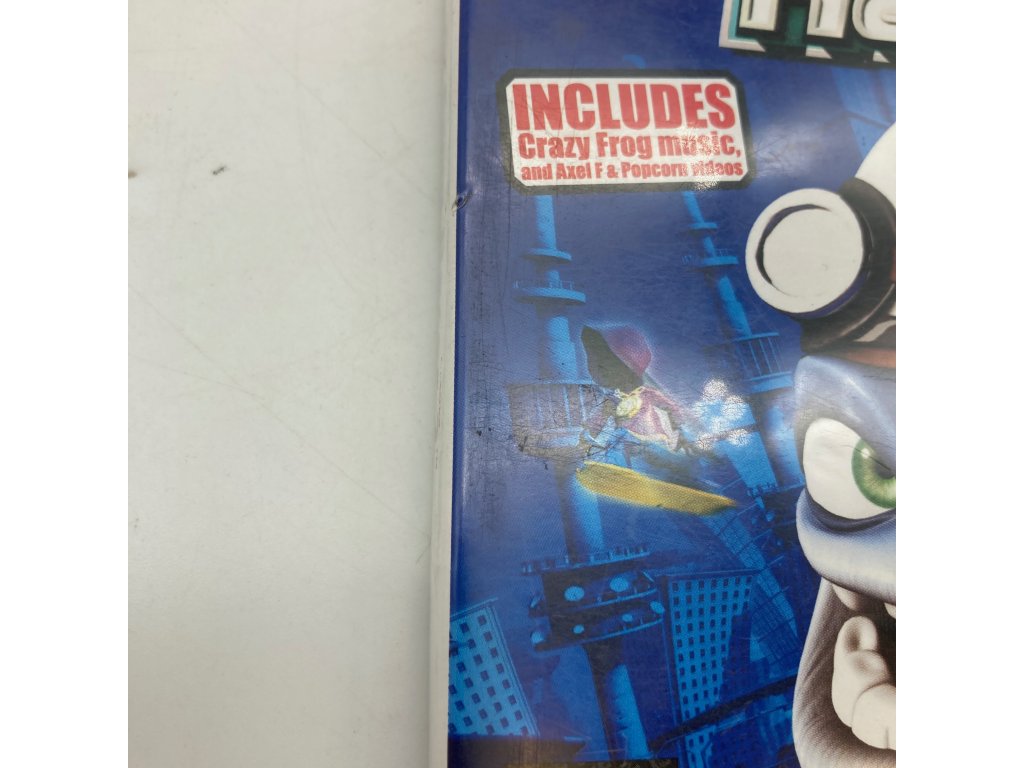 INCLUDES
Crazy Frog music,
and Axel F & Popcorn videos